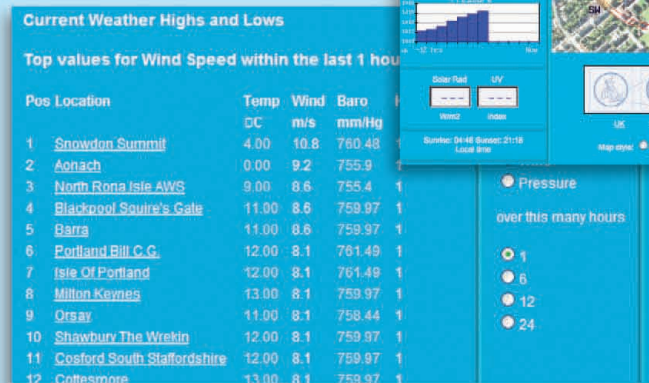 Current Weather Highs and Lows
Top values for Wind Speed within the last 1 hou
Pos Location Temp Wind Baro
DC m/s mm/Hg
1 Snowdon Summit 4.00 10.8 760.48 1
2 Aonach 0.00 9.2 755.9 1
3 North Rona Isle AWS 9.00 8.6 755.4 1
4 Blackpool Squire's Gate 11.00 8.6 759.97 1
5 Barra 11.00 8.6 759.97 1
6 Portland Bill C.G. 12.00 8.1 761.49 1
7 Isle Of Portland 12.00 8.1 761.49 1
8 Milton Keynes 13.00 8.1 759.97 1
9 Orsay 11.00 8.1 758.44 1
10 Shawbury The Wrekin 12.00 8.1 759.97 1
11 Cosford South Staffordshire 12.00 8.1 759.97 1
12 Cottesmore 13.00 8.1 759.97 1
-12 hrs Now
Solar Rad UV
--- ---
W/m2 Index
Sunrise: 04:48 Sunset: 21:18
Local time
SW
UK
Map style:
Pressure
over this many hours
1
6
12
24